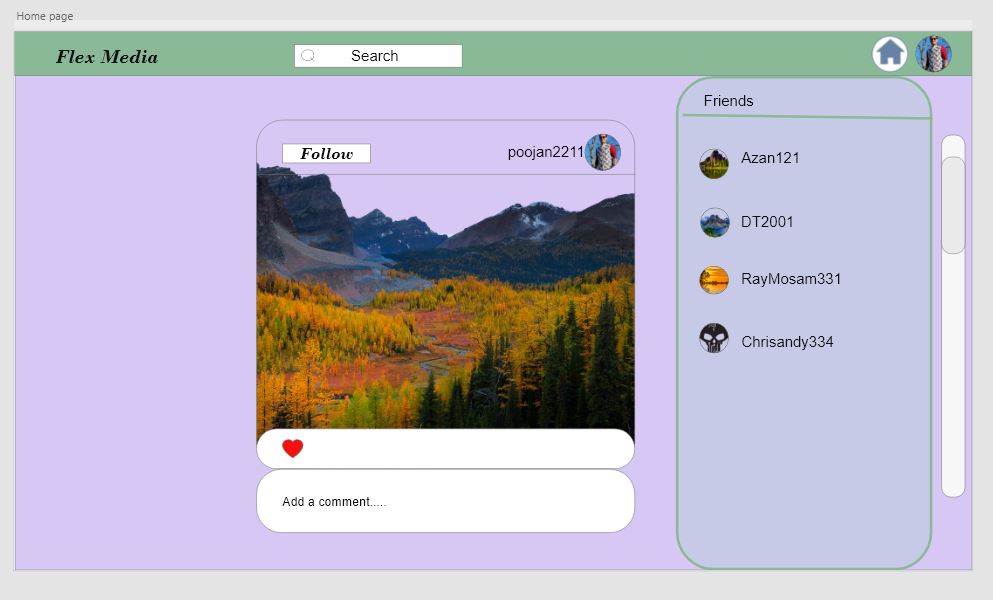 Home page
Flex Media
Search
Friends
Follow
poojan2211
Azan121
DT2001
RayMosam331
Chrisandy334
Add a comment.....